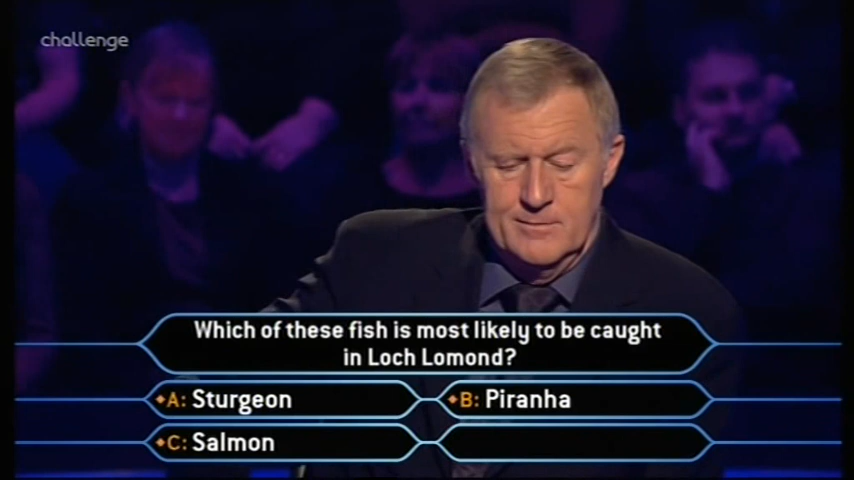 challenge
Which of these fish is most likely to be caught
in Loch Lomond?
A: Sturgeon
B: Piranha
C: Salmon